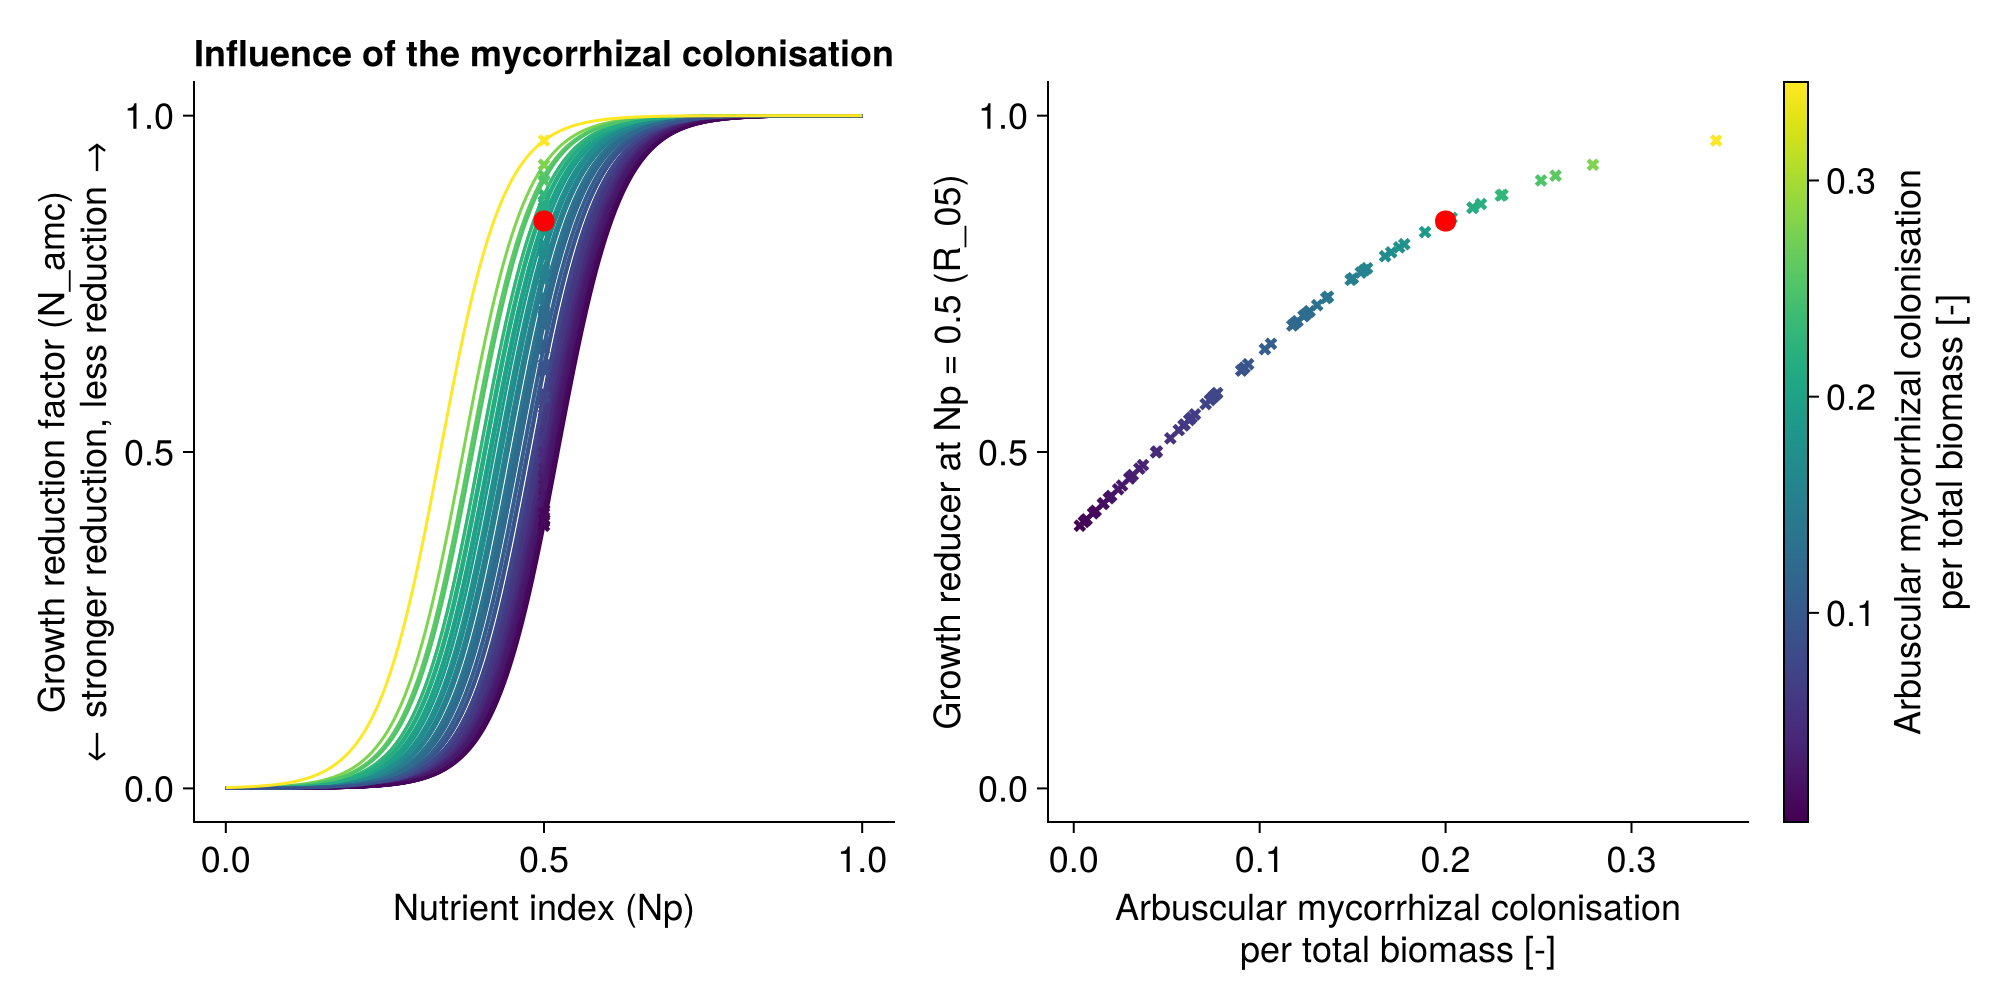 Influence of the mycorrhizal colonisation
Growth reduction factor (N_amc)
← stronger reduction, less reduction →
1.0
0.5
0.0
0.0
0.5
1.0
Nutrient index (Np)
Growth reducer at Np = 0.5 (R_05)
1.0
0.5
0.0
0.0
0.1
0.2
0.3
Arbuscular mycorrhizal colonisation
per total biomass [-]
0.3
0.2
0.1
Arbuscular mycorrhizal colonisation
per total biomass [-]